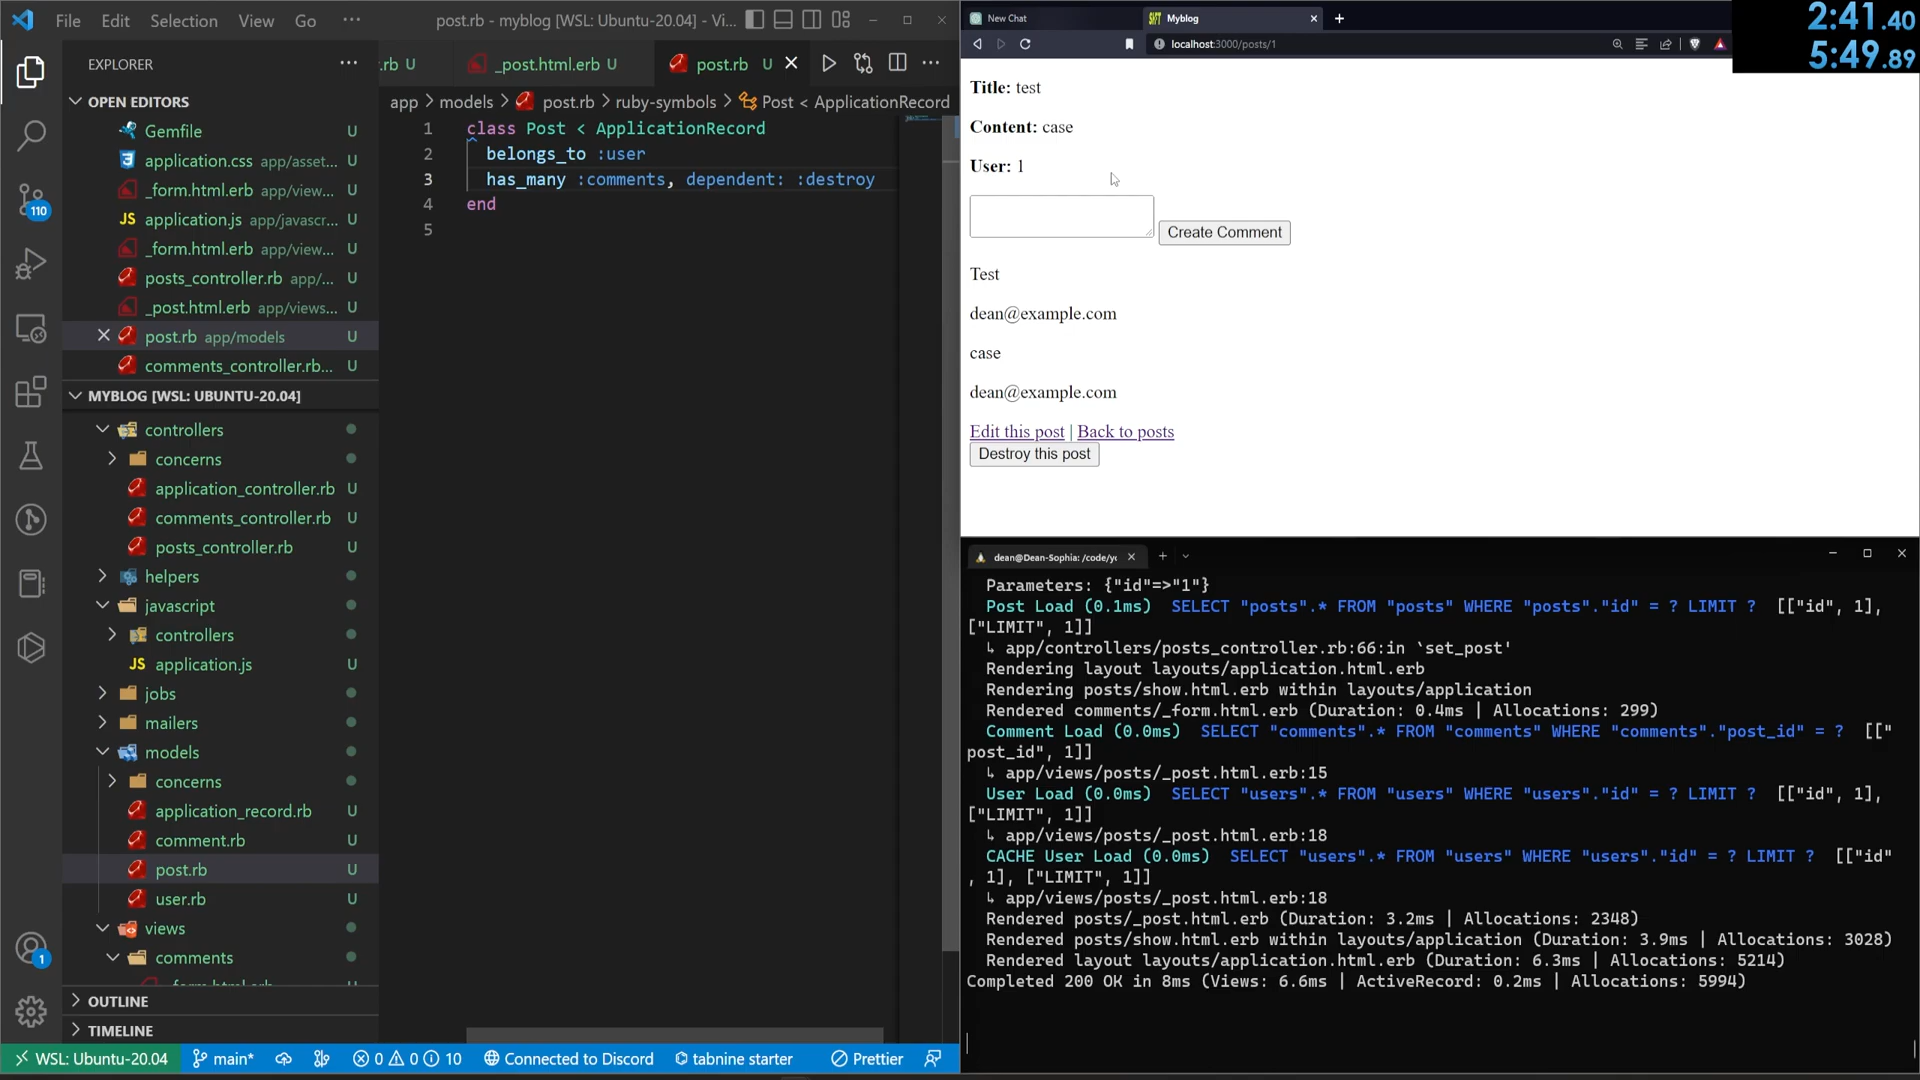 File Edit Selection View Go ··· post.rb - myblog [WSL: Ubuntu-20.04] - Vi...
EXPLORER ···
OPEN EDITORS
Gemfile U
application.css app/asset... U
_form.html.erb app/view... U
JS application.js app/javascr... U
_form.html.erb app/view... U
posts_controller.rb app/... U
_post.html.erb app/views... U
post.rb app/models U
comments_controller.rb... U
MYBLOG [WSL: UBUNTU-20.04]
controllers
concerns
application_controller.rb U
comments_controller.rb U
posts_controller.rb U
helpers
javascript
controllers
JS application.js U
jobs
mailers
models
concerns
application_record.rb U
comment.rb U
post.rb U
user.rb U
views
comments
_form.html.erb U
OUTLINE
TIMELINE
110
1
.rb U _post.html.erb U post.rb U
app > models > post.rb > ruby-symbols > Post < ApplicationRecord
1 class Post < ApplicationRecord
2 belongs_to :user
3 has_many :comments, dependent: :destroy
4 end
5
WSL: Ubuntu-20.04 main* 0 0 10 Connected to Discord tabnine starter Prettier
New Chat Myblog
localhost:3000/posts/1
2:41.40
5:49.89
Title: test
Content: case
User: 1
Create Comment
Test
dean@example.com
case
dean@example.com
Edit this post | Back to posts
Destroy this post
dean@Dean-Sophia: /code/yo
Parameters: {"id"=>"1"}
Post Load (0.1ms) SELECT "posts".* FROM "posts" WHERE "posts"."id" = ? LIMIT ? [["id", 1],
["LIMIT", 1]]
↳ app/controllers/posts_controller.rb:66:in `set_post'
Rendering layout layouts/application.html.erb
Rendering posts/show.html.erb within layouts/application
Rendered comments/_form.html.erb (Duration: 0.4ms | Allocations: 299)
Comment Load (0.0ms) SELECT "comments".* FROM "comments" WHERE "comments"."post_id" = ? [["
post_id", 1]]
↳ app/views/posts/_post.html.erb:15
User Load (0.0ms) SELECT "users".* FROM "users" WHERE "users"."id" = ? LIMIT ? [["id", 1],
["LIMIT", 1]]
↳ app/views/posts/_post.html.erb:18
CACHE User Load (0.0ms) SELECT "users".* FROM "users" WHERE "users"."id" = ? LIMIT ? [["id"
, 1], ["LIMIT", 1]]
↳ app/views/posts/_post.html.erb:18
Rendered posts/_post.html.erb (Duration: 3.2ms | Allocations: 2348)
Rendered posts/show.html.erb within layouts/application (Duration: 3.9ms | Allocations: 3028)
Rendered layout layouts/application.html.erb (Duration: 6.3ms | Allocations: 5214)
Completed 200 OK in 8ms (Views: 6.6ms | ActiveRecord: 0.2ms | Allocations: 5994)